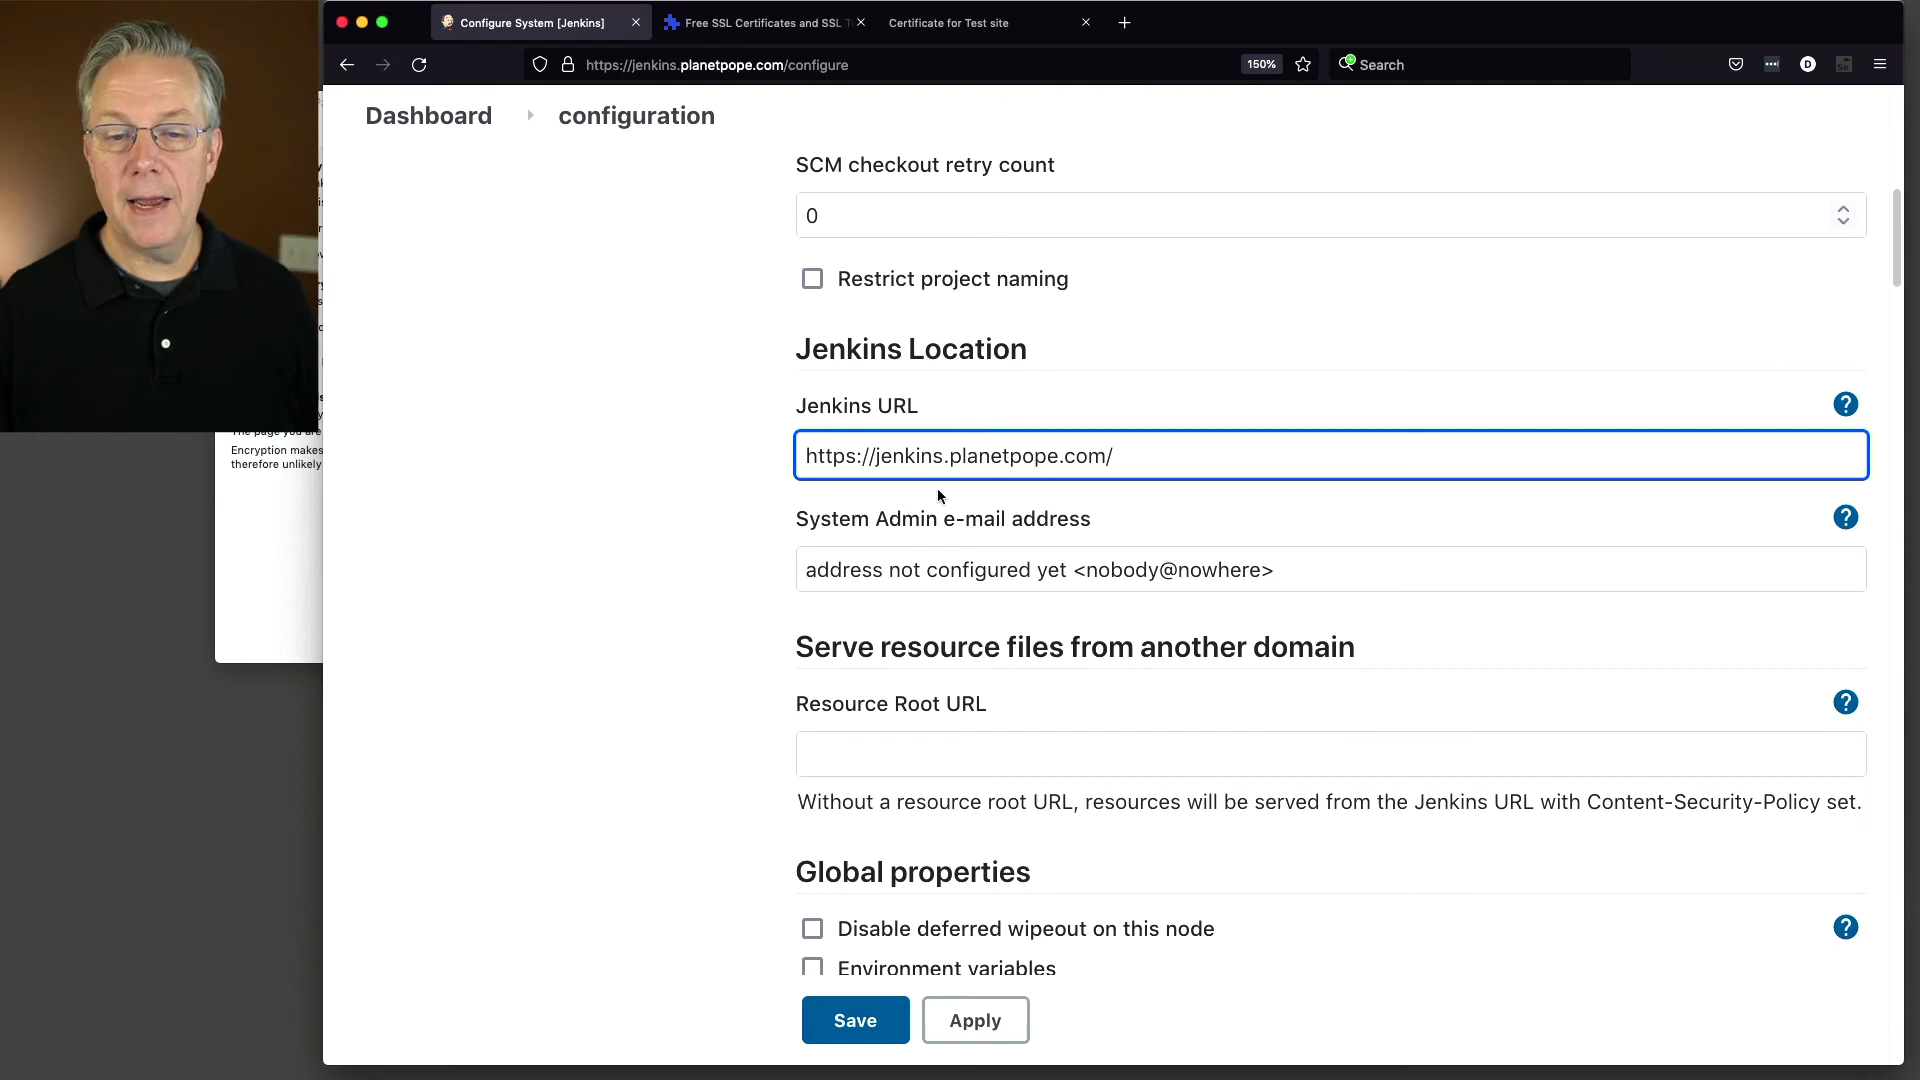 Configure System [Jenkins]
Free SSL Certificates and SSL T
Certificate for Test site
https://jenkins.planetpope.com/configure
150%
Search
Dashboard
configuration
SCM checkout retry count
0
Restrict project naming
Jenkins Location
Jenkins URL
?
https://jenkins.planetpope.com/
System Admin e-mail address
?
address not configured yet <nobody@nowhere>
Serve resource files from another domain
Resource Root URL
?
Without a resource root URL, resources will be served from the Jenkins URL with Content-Security-Policy set.
Global properties
Disable deferred wipeout on this node
?
Environment variables
Save
Apply
The page you are
Encryption makes
therefore unlikely